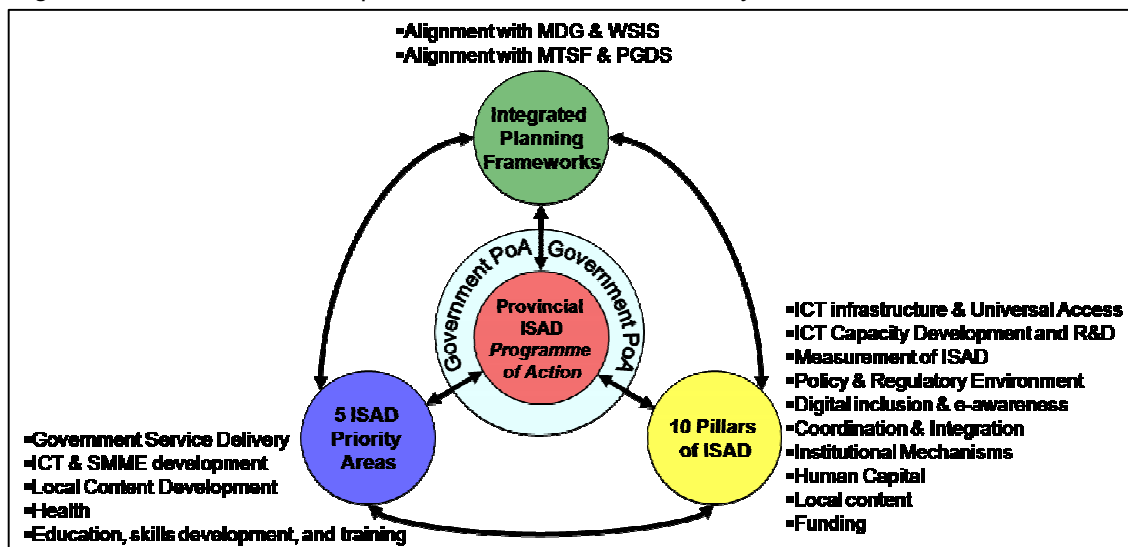 ▪Alignment with MDG & WSIS
▪Alignment with MTSF & PGDS
Integrated
Planning
Frameworks
Government PoA
Government PoA
Provincial
ISAD
Programme
of Action
5 ISAD
Priority
Areas
10 Pillars
of ISAD
▪Government Service Delivery
▪ICT & SMME development
▪Local Content Development
▪Health
▪Education, skills development, and training
▪ICT infrastructure & Universal Access
▪ICT Capacity Development and R&D
▪Measurement of ISAD
▪Policy & Regulatory Environment
▪Digital inclusion & e-awareness
▪Coordination & Integration
▪Institutional Mechanisms
▪Human Capital
▪Local content
▪Funding